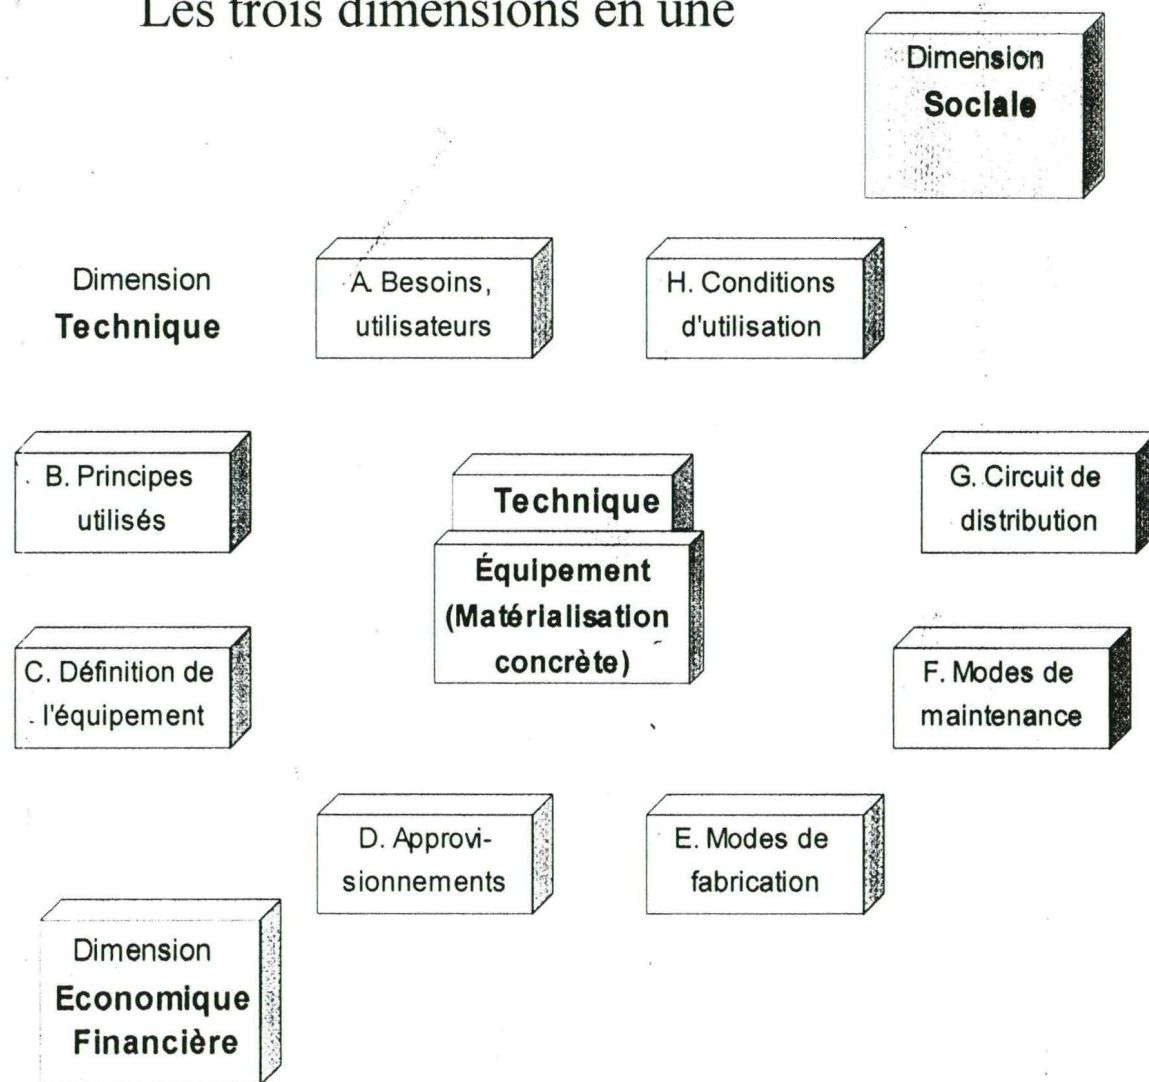 Les trois dimensions en une
Dimension
Sociale
Dimension
Technique
A. Besoins,
utilisateurs
H. Conditions
d'utilisation
B. Principes
utilisés
Technique
Équipement
(Matérialisation
concrète)
G. Circuit de
distribution
C. Définition de
l'équipement
F. Modes de
maintenance
D. Approvi-
sionnements
E. Modes de
fabrication
Dimension
Economique
Financière